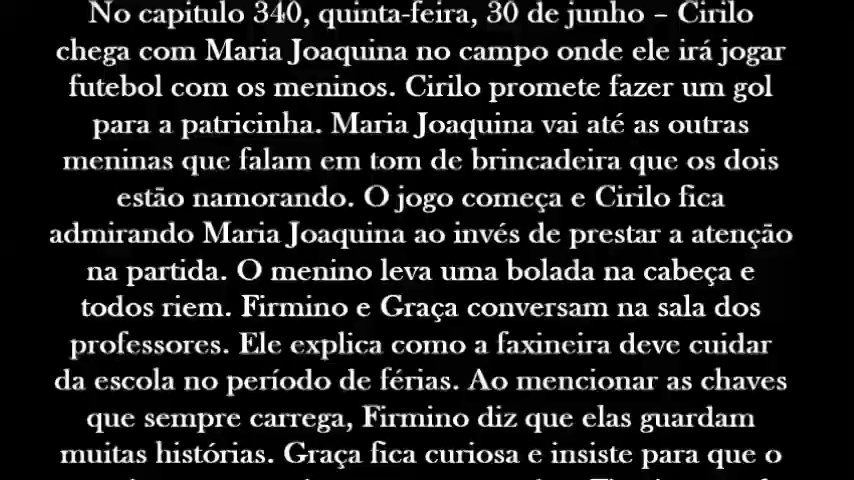 No capítulo 340, quinta-feira, 30 de junho – Cirilo
chega com Maria Joaquina no campo onde ele irá jogar
futebol com os meninos. Cirilo promete fazer um gol
para a patricinha. Maria Joaquina vai até as outras
meninas que falam em tom de brincadeira que os dois
estão namorando. O jogo começa e Cirilo fica
admirando Maria Joaquina ao invés de prestar a atenção
na partida. O menino leva uma bolada na cabeça e
todos riem. Firmino e Graça conversam na sala dos
professores. Ele explica como a faxineira deve cuidar
da escola no período de férias. Ao mencionar as chaves
que sempre carrega, Firmino diz que elas guardam
muitas histórias. Graça fica curiosa e insiste para que o